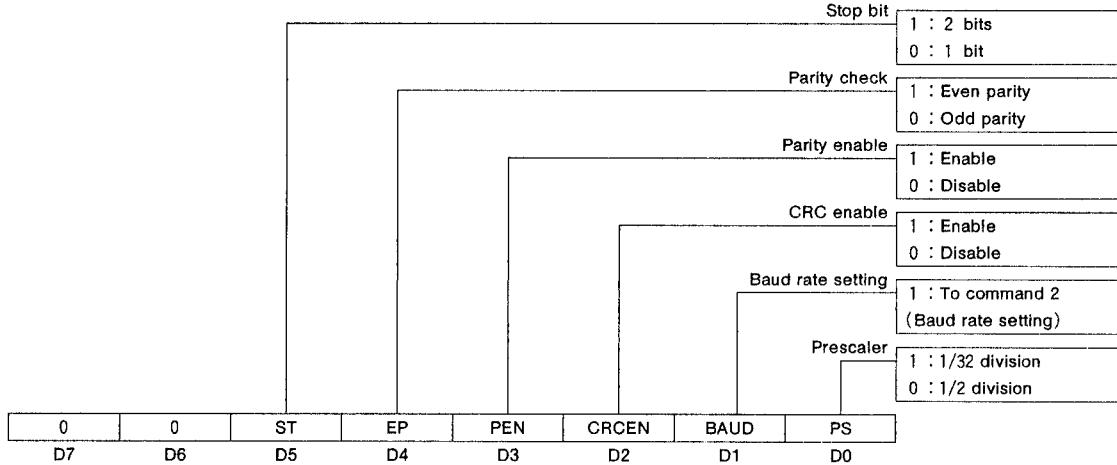 Stop bit
1 : 2 bits
0 : 1 bit
Parity check
1 : Even parity
0 : Odd parity
Parity enable
1 : Enable
0 : Disable
CRC enable
1 : Enable
0 : Disable
Baud rate setting
1 : To command 2
(Baud rate setting)
Prescaler
1 : 1/32 division
0 : 1/2 division
0 0 ST EP PEN CRCEN BAUD PS
D7 D6 D5 D4 D3 D2 D1 D0